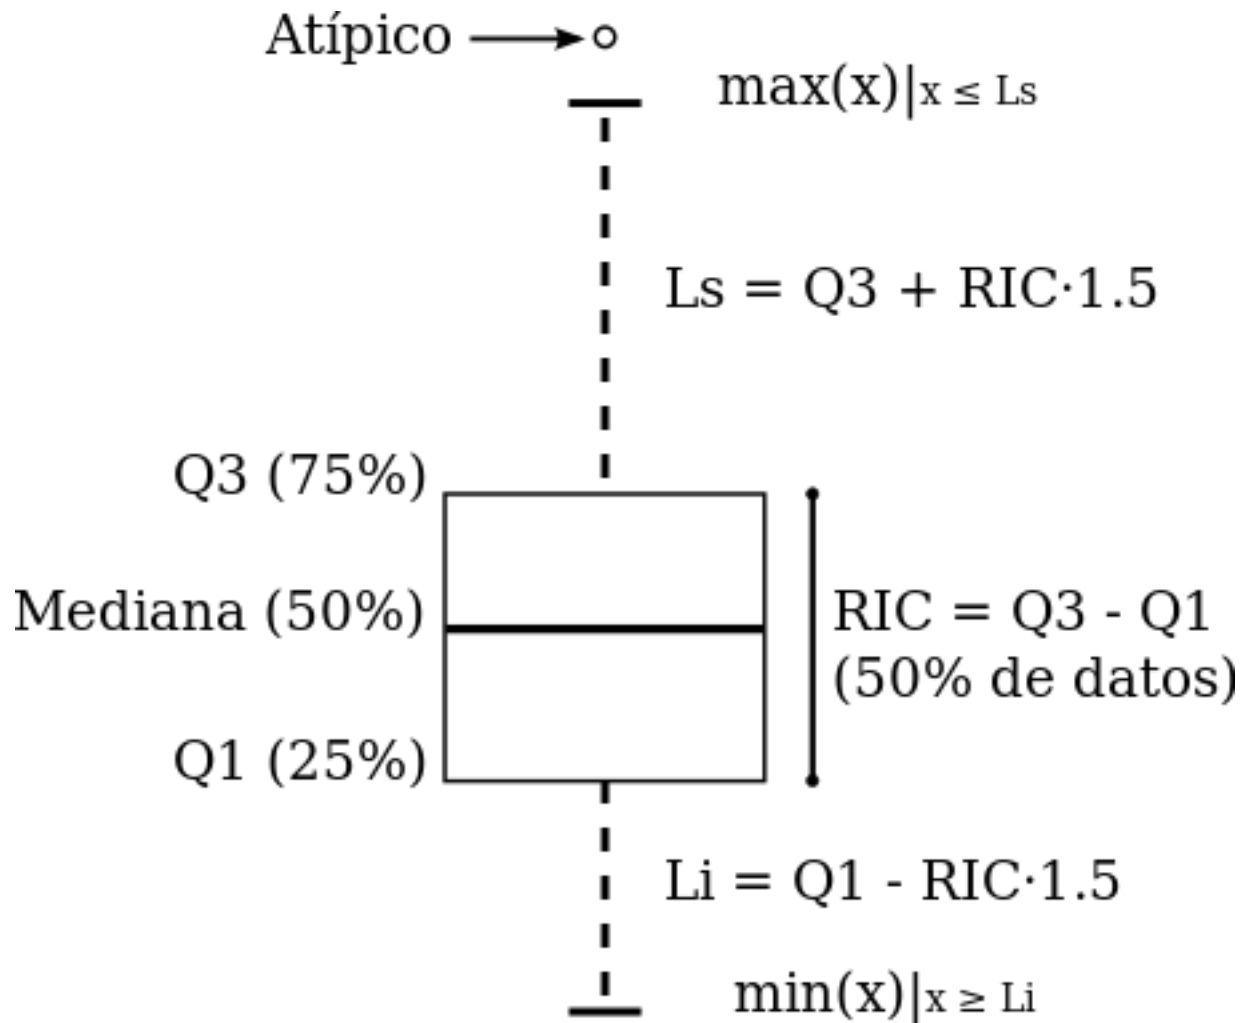 Atípico
max(x)|x ≤ Ls
Ls = Q3 + RIC·1.5
Q3 (75%)
Mediana (50%)
RIC = Q3 - Q1
(50% de datos)
Q1 (25%)
Li = Q1 - RIC·1.5
min(x)|x ≥ Li